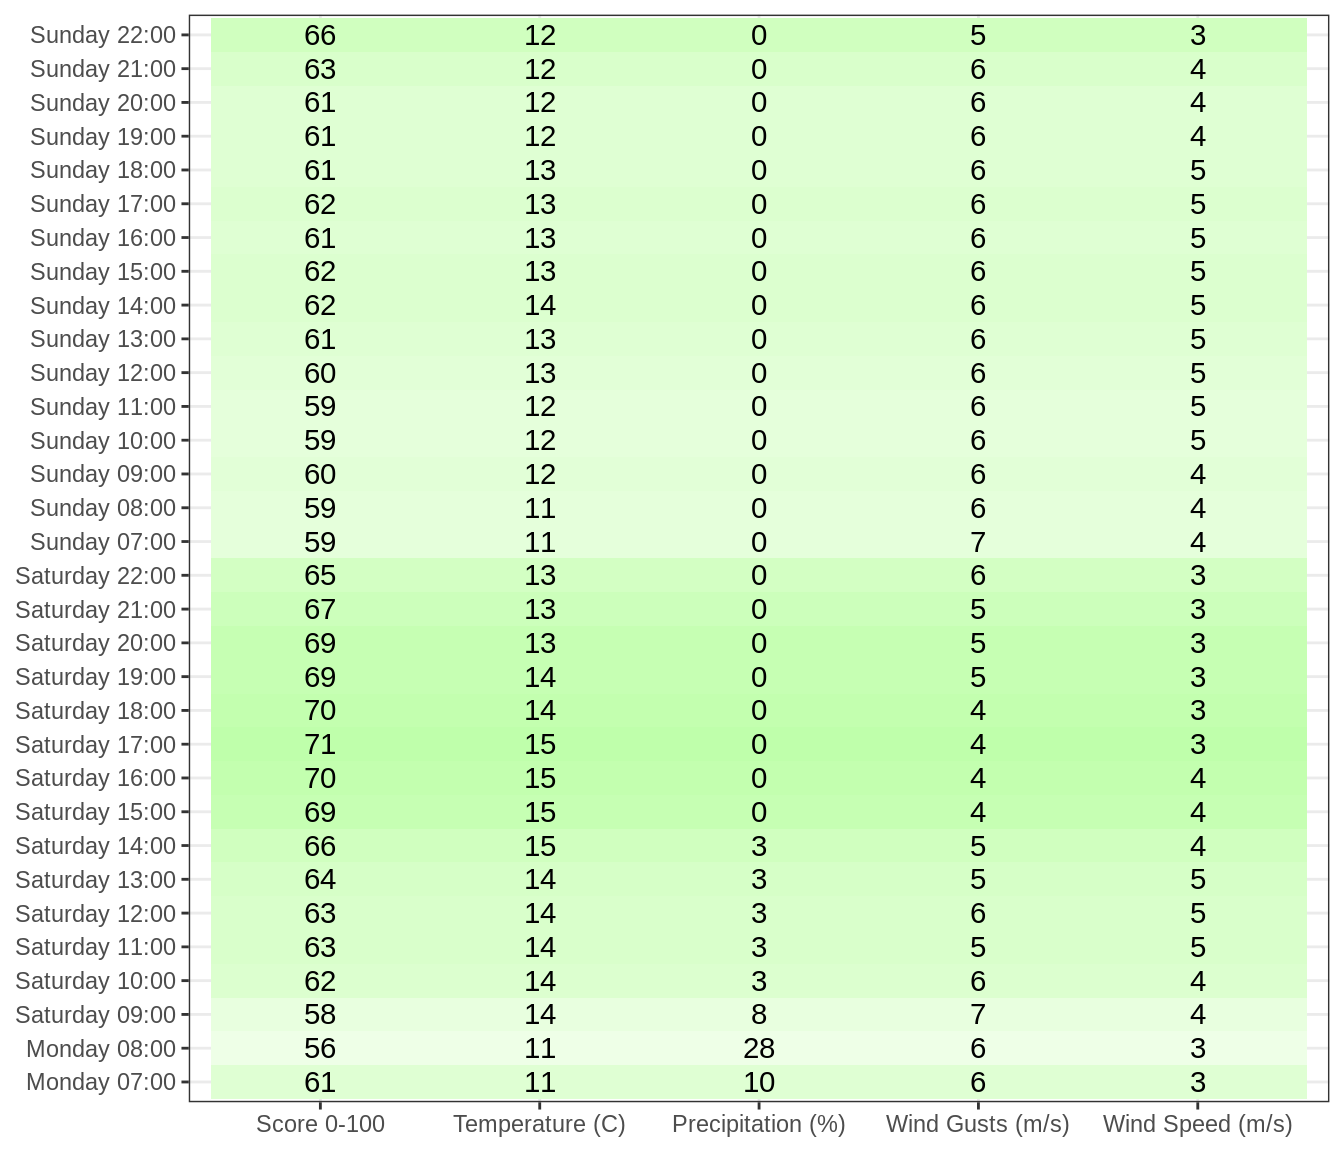 Sunday 22:00 66 12 0 5 3
Sunday 21:00 63 12 0 6 4
Sunday 20:00 61 12 0 6 4
Sunday 19:00 61 12 0 6 4
Sunday 18:00 61 13 0 6 5
Sunday 17:00 62 13 0 6 5
Sunday 16:00 61 13 0 6 5
Sunday 15:00 62 13 0 6 5
Sunday 14:00 62 14 0 6 5
Sunday 13:00 61 13 0 6 5
Sunday 12:00 60 13 0 6 5
Sunday 11:00 59 12 0 6 5
Sunday 10:00 59 12 0 6 5
Sunday 09:00 60 12 0 6 4
Sunday 08:00 59 11 0 6 4
Sunday 07:00 59 11 0 7 4
Saturday 22:00 65 13 0 6 3
Saturday 21:00 67 13 0 5 3
Saturday 20:00 69 13 0 5 3
Saturday 19:00 69 14 0 5 3
Saturday 18:00 70 14 0 4 3
Saturday 17:00 71 15 0 4 3
Saturday 16:00 70 15 0 4 4
Saturday 15:00 69 15 0 4 4
Saturday 14:00 66 15 3 5 4
Saturday 13:00 64 14 3 5 5
Saturday 12:00 63 14 3 6 5
Saturday 11:00 63 14 3 5 5
Saturday 10:00 62 14 3 6 4
Saturday 09:00 58 14 8 7 4
Monday 08:00 56 11 28 6 3
Monday 07:00 61 11 10 6 3
Score 0-100 Temperature (C) Precipitation (%) Wind Gusts (m/s) Wind Speed (m/s)